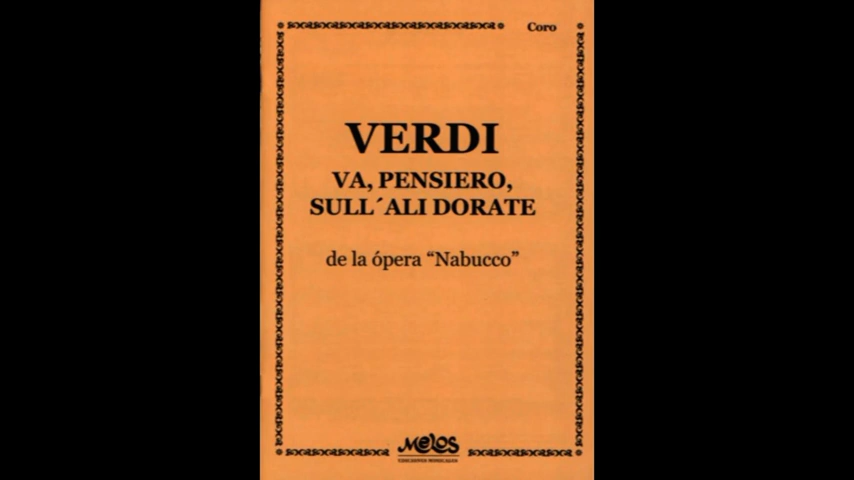 Coro
VERDI
VA, PENSIERO,
SULL´ALI DORATE
de la ópera “Nabucco”
MELOS